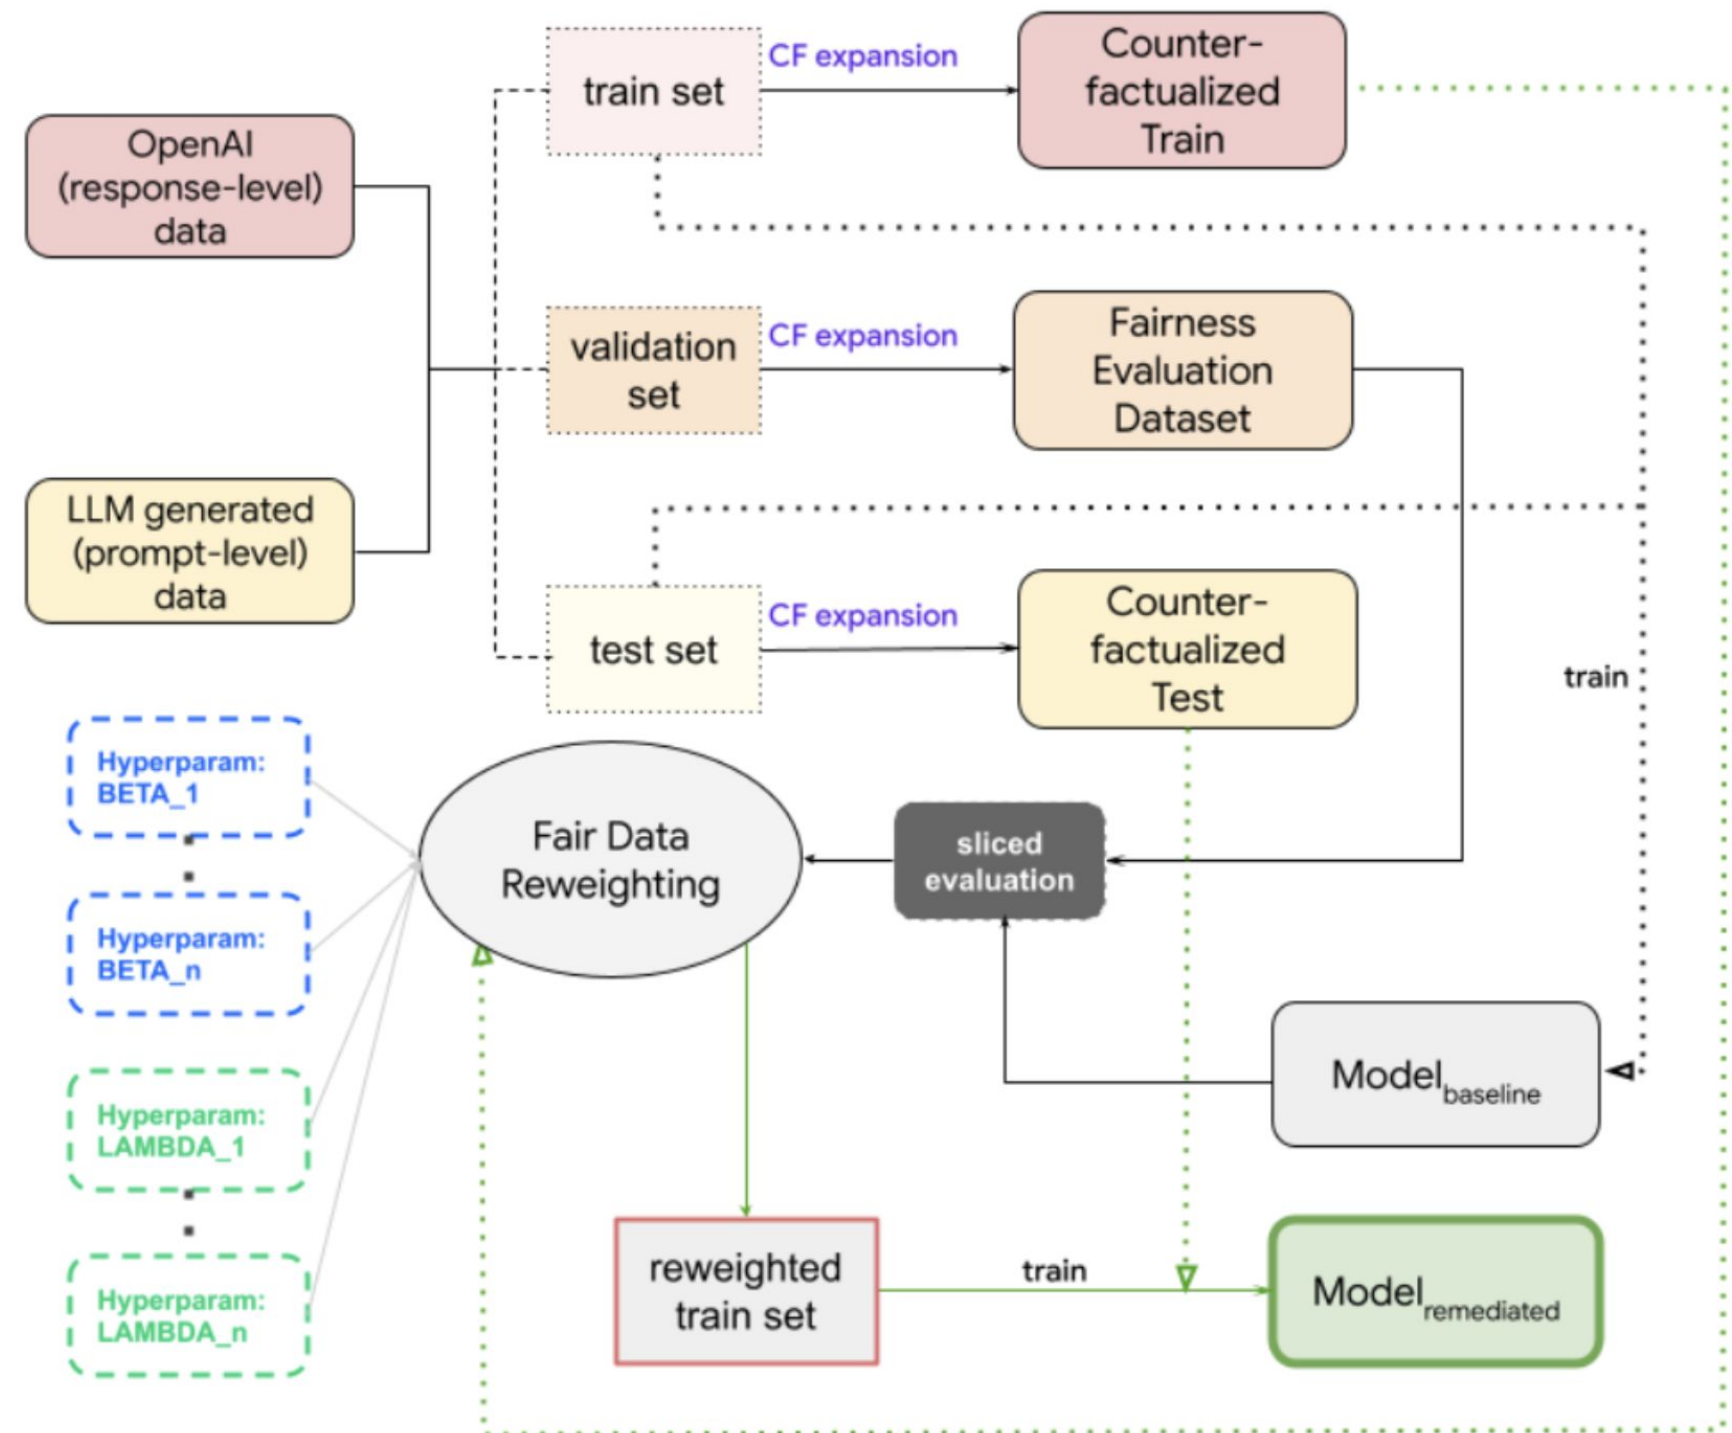 OpenAI
(response-level)
data
LLM generated
(prompt-level)
data
train set
CF expansion
Counter-
factualized
Train
validation
set
CF expansion
Fairness
Evaluation
Dataset
test set
CF expansion
Counter-
factualized
Test
train
Hyperparam:
BETA_1
Hyperparam:
BETA_n
Hyperparam:
LAMBDA_1
Hyperparam:
LAMBDA_n
Fair Data
Reweighting
sliced
evaluation
Model baseline
reweighted
train set
train
Model remediated